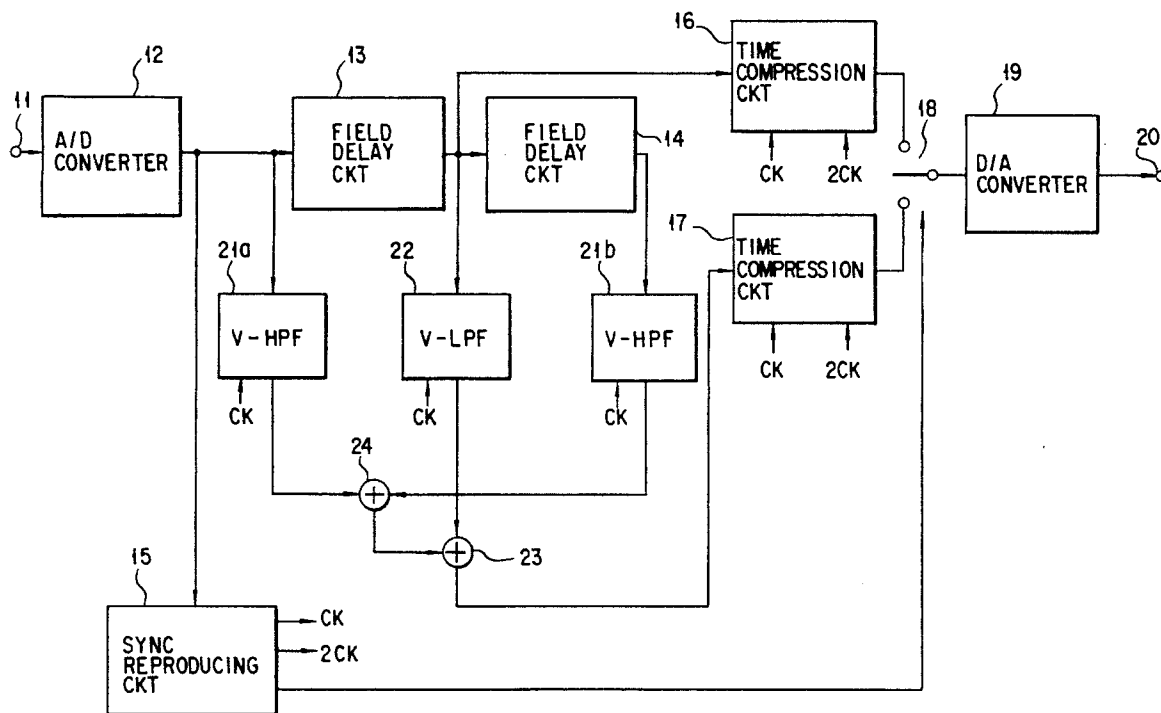 11
12
A/D
CONVERTER
13
FIELD
DELAY
CKT
FIELD
DELAY
CKT
14
16
TIME
COMPRESSION
CKT
CK
2CK
18
19
D/A
CONVERTER
20
17
TIME
COMPRESSION
CKT
CK
2CK
21a
V-HPF
CK
22
V-LPF
CK
21b
V-HPF
CK
24
23
15
SYNC
REPRODUCING
CKT
CK
2CK